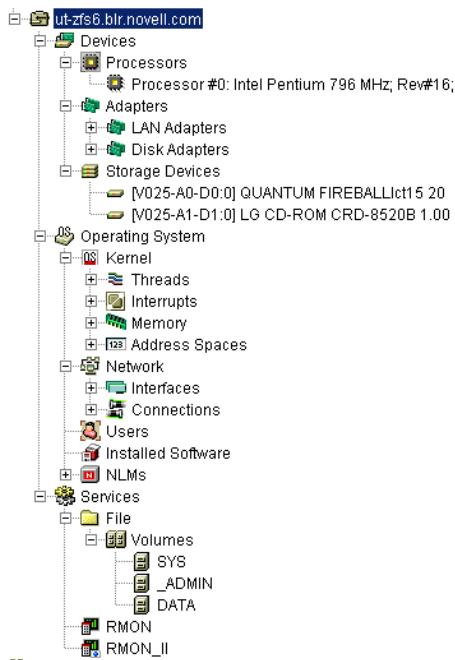 ut-zfs6.blr.novell.com
Devices
Processors
Processor #0: Intel Pentium 796 MHz; Rev#16;
Adapters
LAN Adapters
Disk Adapters
Storage Devices
[V025-A0-D0:0] QUANTUM FIREBALLlct15 20
[V025-A1-D1:0] LG CD-ROM CRD-8520B 1.00
OS
Operating System
OS
Kernel
Threads
Interrupts
Memory
123
Address Spaces
Network
Interfaces
Connections
Users
Installed Software
N
NLMs
Services
File
Volumes
SYS
_ADMIN
DATA
RMON
RMON_II